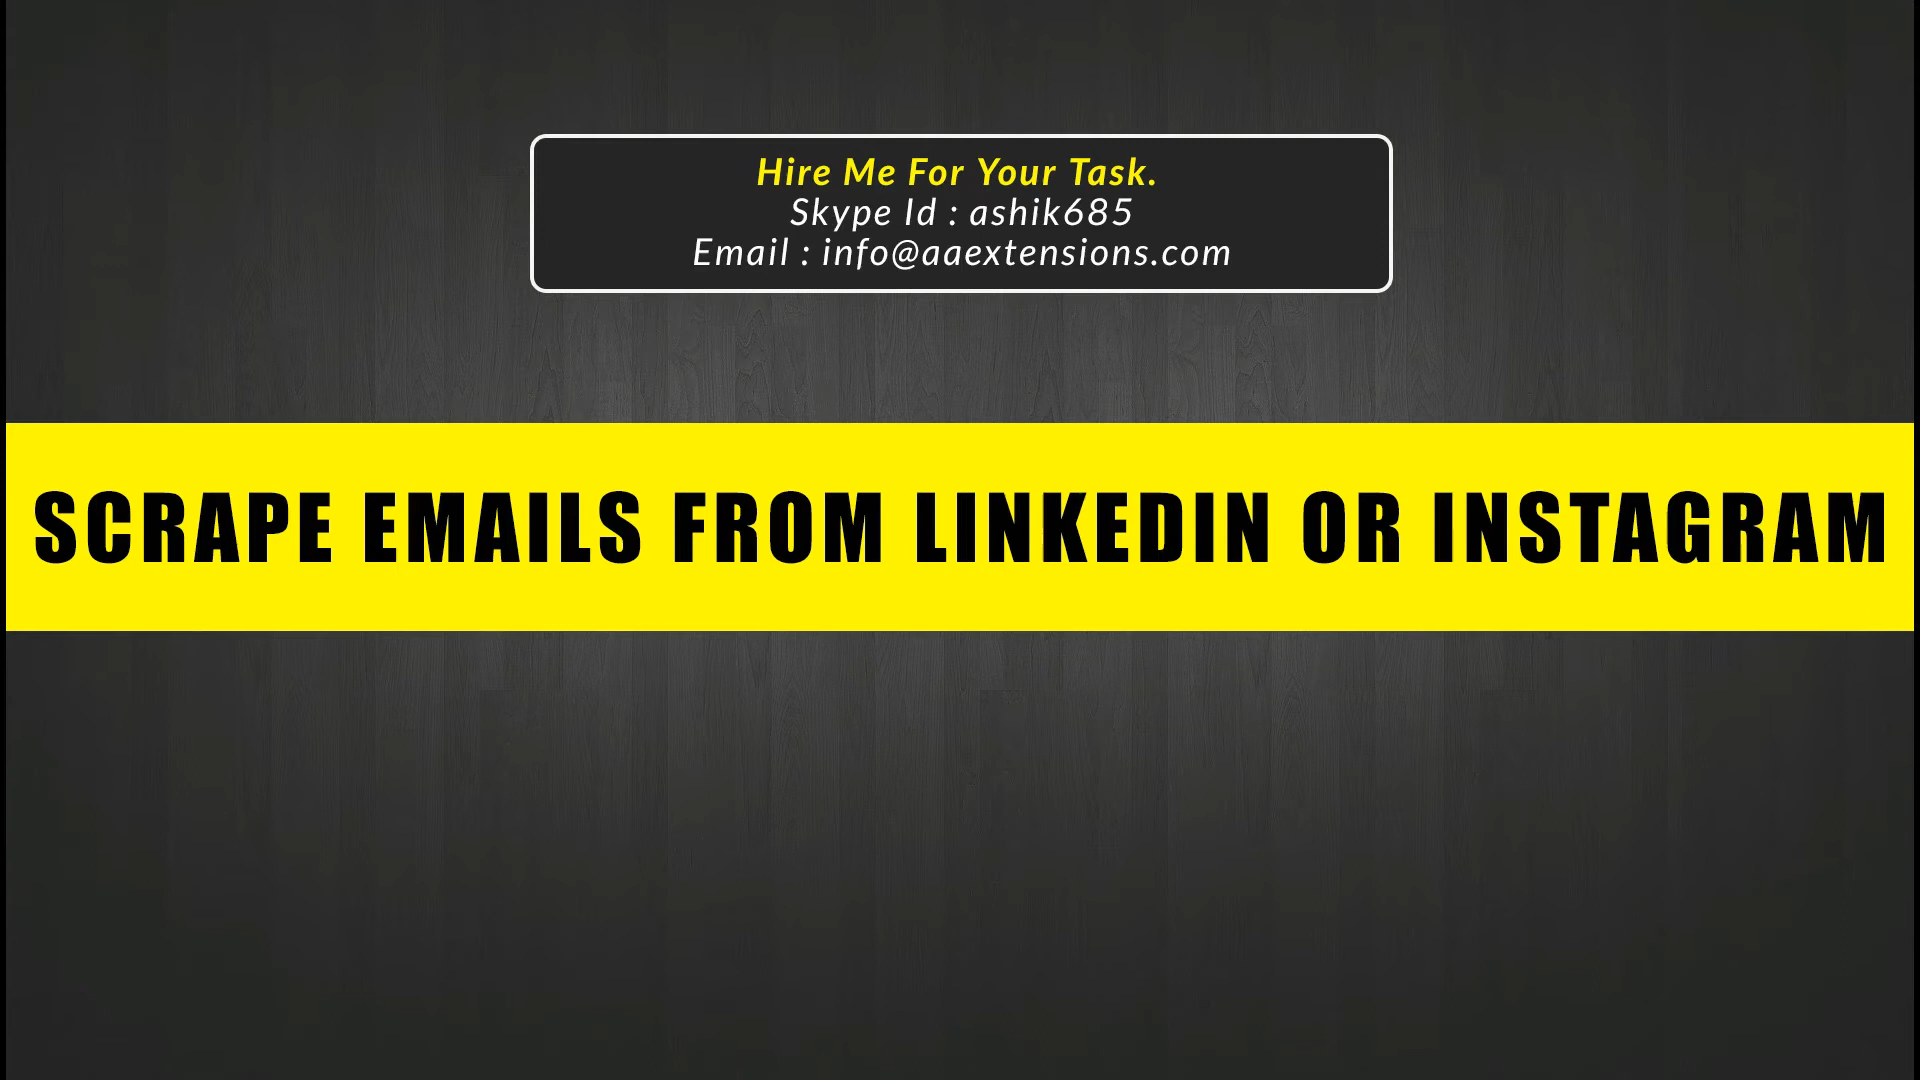 Hire Me For Your Task.
Skype Id : ashik685
Email : info@aaextensions.com
SCRAPE EMAILS FROM LINKEDIN OR INSTAGRAM